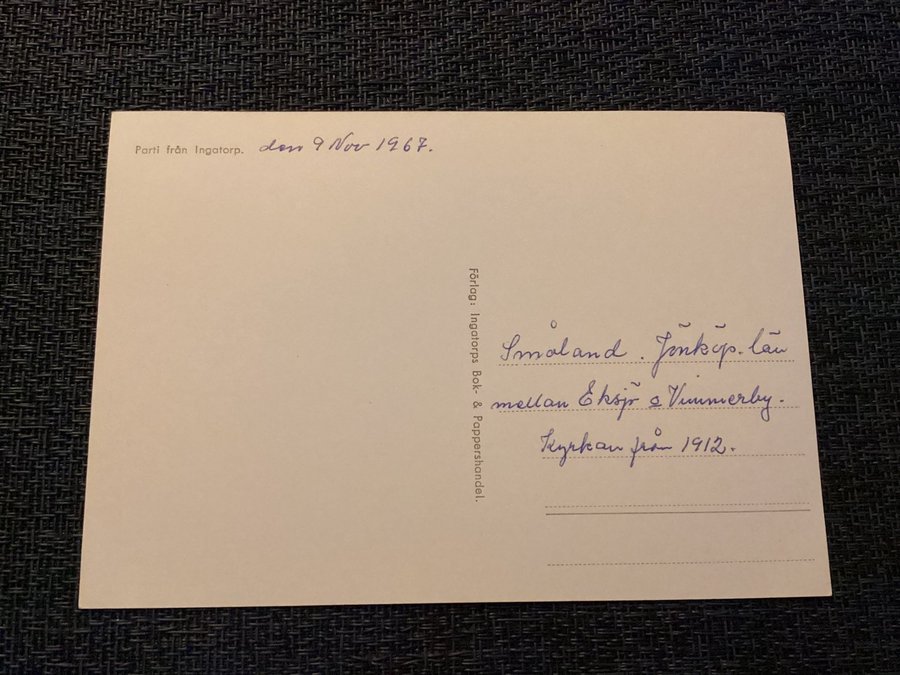 Parti från Ingatorp. den 9 Nov 1967.
Förlag: Ingatorps Bok- & Pappershandel.
Småland. Jönköp. län
mellan Eksjö o Vimmerby.
Kyrkan från 1912.